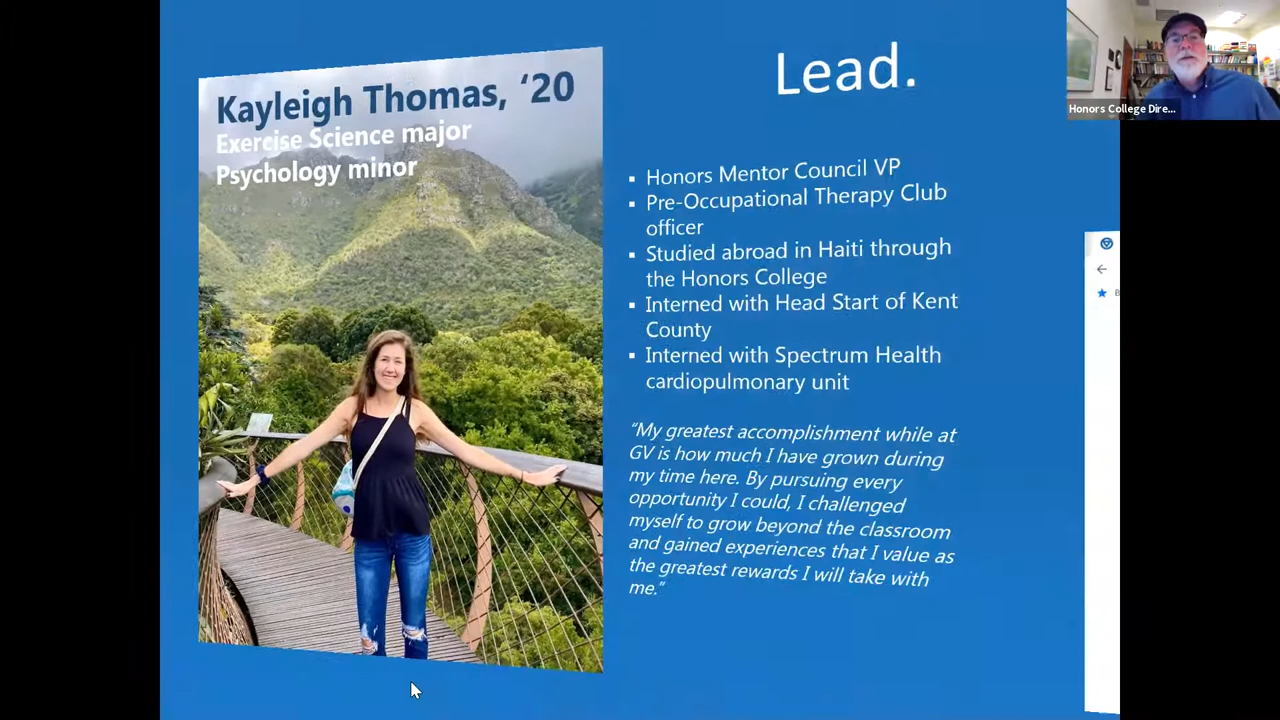 Kayleigh Thomas, ‘20
Exercise Science major
Psychology minor
Lead.
▪ Honors Mentor Council VP
▪ Pre-Occupational Therapy Club
officer
▪ Studied abroad in Haiti through
the Honors College
▪ Interned with Head Start of Kent
County
▪ Interned with Spectrum Health
cardiopulmonary unit
“My greatest accomplishment while at
GV is how much I have grown during
my time here. By pursuing every
opportunity I could, I challenged
myself to grow beyond the classroom
and gained experiences that I value as
the greatest rewards I will take with
me.”
Honors College Dire...